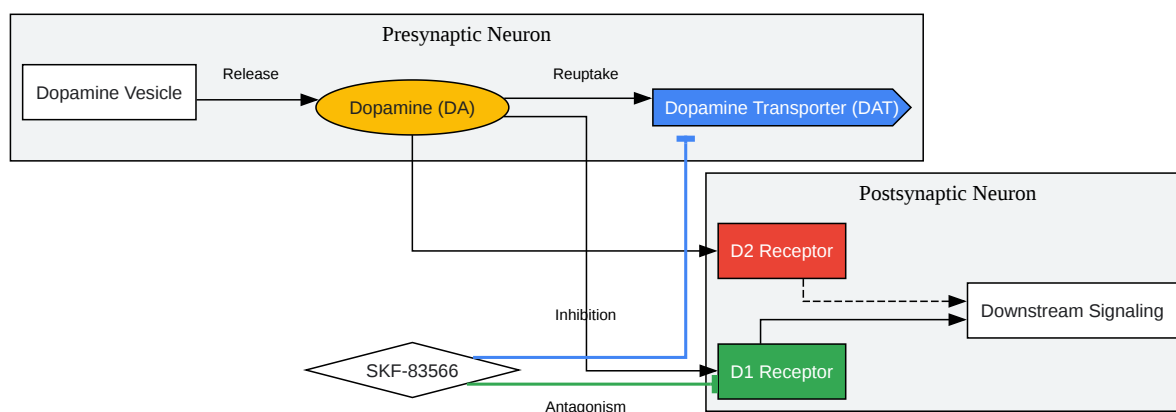 Presynaptic Neuron
Release
Reuptake
Dopamine Vesicle
Dopamine (DA)
Dopamine Transporter (DAT)
Postsynaptic Neuron
D2 Receptor
Downstream Signaling
Inhibition
SKF-83566
D1 Receptor
Antagonism